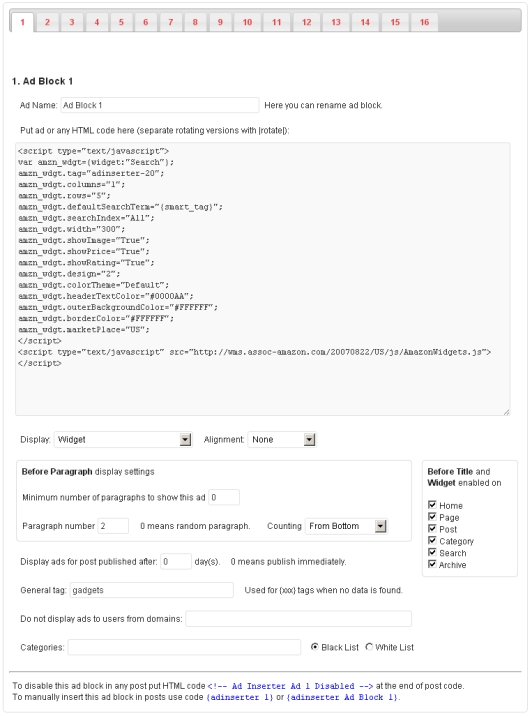 1 2 3 4 5 6 7 8 9 10 11 12 13 14 15 16
1. Ad Block 1
Ad Name: Ad Block 1 Here you can rename ad block.
Put ad or any HTML code here (separate rotating versions with |rotate|):
<script type="text/javascript">
var amzn_wdgt={widget:"Search"};
amzn_wdgt.tag="adinserter-20";
amzn_wdgt.columns="1";
amzn_wdgt.rows="5";
amzn_wdgt.defaultSearchTerm="{smart_tag}";
amzn_wdgt.searchIndex="All";
amzn_wdgt.width="300";
amzn_wdgt.showImage="True";
amzn_wdgt.showPrice="True";
amzn_wdgt.showRating="True";
amzn_wdgt.design="2";
amzn_wdgt.colorTheme="Default";
amzn_wdgt.headerTextColor="#0000AA";
amzn_wdgt.outerBackgroundColor="#FFFFFF";
amzn_wdgt.borderColor="#FFFFFF";
amzn_wdgt.marketPlace="US";
</script>
<script type="text/javascript" src="http://wms.assoc-amazon.com/20070822/US/js/AmazonWidgets.js">
</script>
Display: Widget Alignment: None
Before Paragraph display settings
Minimum number of paragraphs to show this ad 0
Paragraph number 2 0 means random paragraph. Counting From Bottom
Before Title and
Widget enabled on
Home
Page
Post
Category
Search
Archive
Display ads for post published after: 0 day(s). 0 means publish immediately.
General tag: gadgets Used for {xxx} tags when no data is found.
Do not display ads to users from domains:
Categories: Black List White List
To disable this ad block in any post put HTML code <!-- Ad Inserter Ad 1 Disabled --> at the end of post code.
To manually insert this ad block in posts use code {adinserter 1} or {adinserter Ad Block 1}.